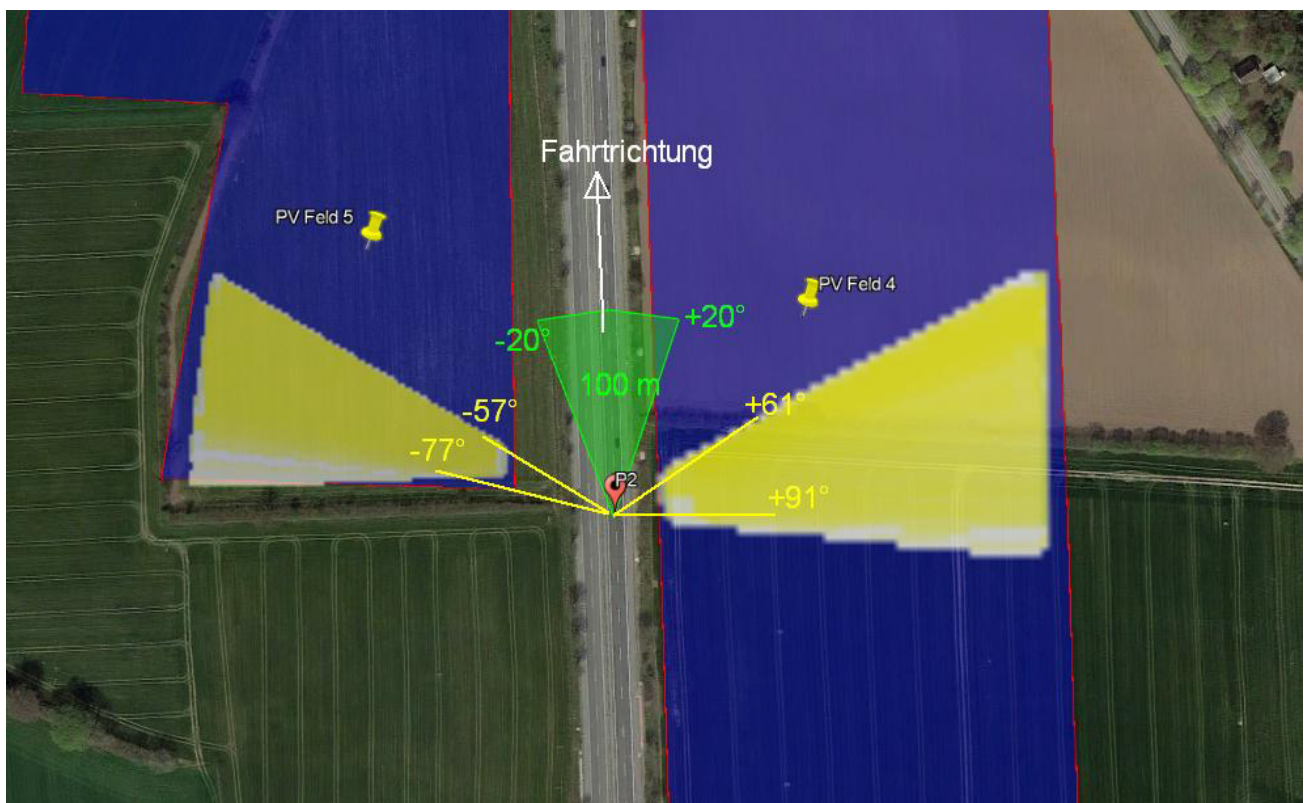 Fahrtrichtung
PV Feld 5
PV Feld 4
-20°
+20°
100 m
-57°
+61°
-77°
P2
+91°